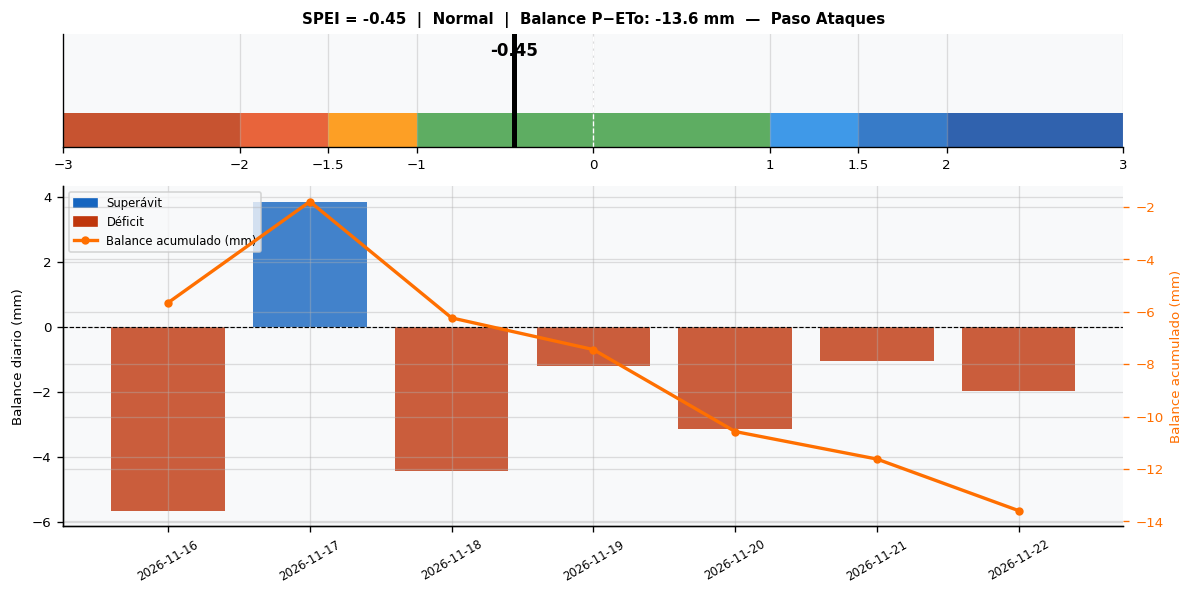 SPEI = -0.45  |  Normal  |  Balance P−ETo: -13.6 mm  —  Paso Ataques
-0.45
−3 −2 −1.5 −1 0 1 1.5 2 3
Superávit
Déficit
Balance acumulado (mm)
Balance diario (mm)
4
2
0
−2
−4
−6
−2
−4
−6
−8
−10
−12
−14
Balance acumulado (mm)
2026-11-16 2026-11-17 2026-11-18 2026-11-19 2026-11-20 2026-11-21 2026-11-22